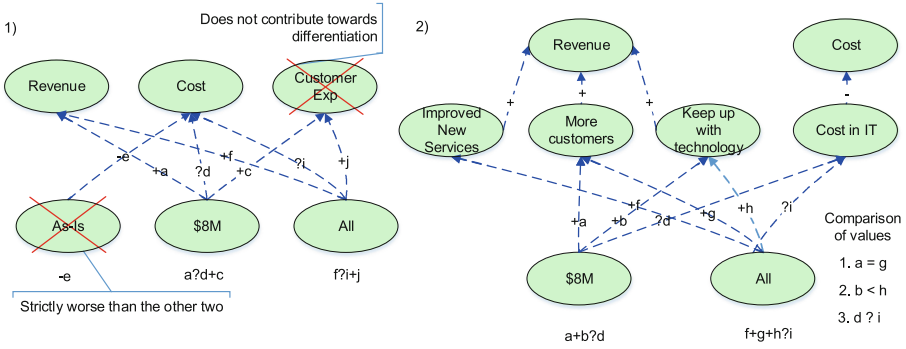 1)
Does not contribute towards
differentiation
Revenue
Cost
Customer
Exp
-e
+a
?d
+c
+f
?i
+j
As-Is
$8M
All
-e
a?d+c
f?i+j
Strictly worse than the other two
2)
Revenue
Cost
+
+
+
-
Improved
New
Services
More
customers
Keep up
with
technology
Cost in IT
+a
+b
+f
?d
+g
+h
?i
$8M
All
a+b?d
f+g+h?i
Comparison
of values
1. a = g
2. b < h
3. d ? i